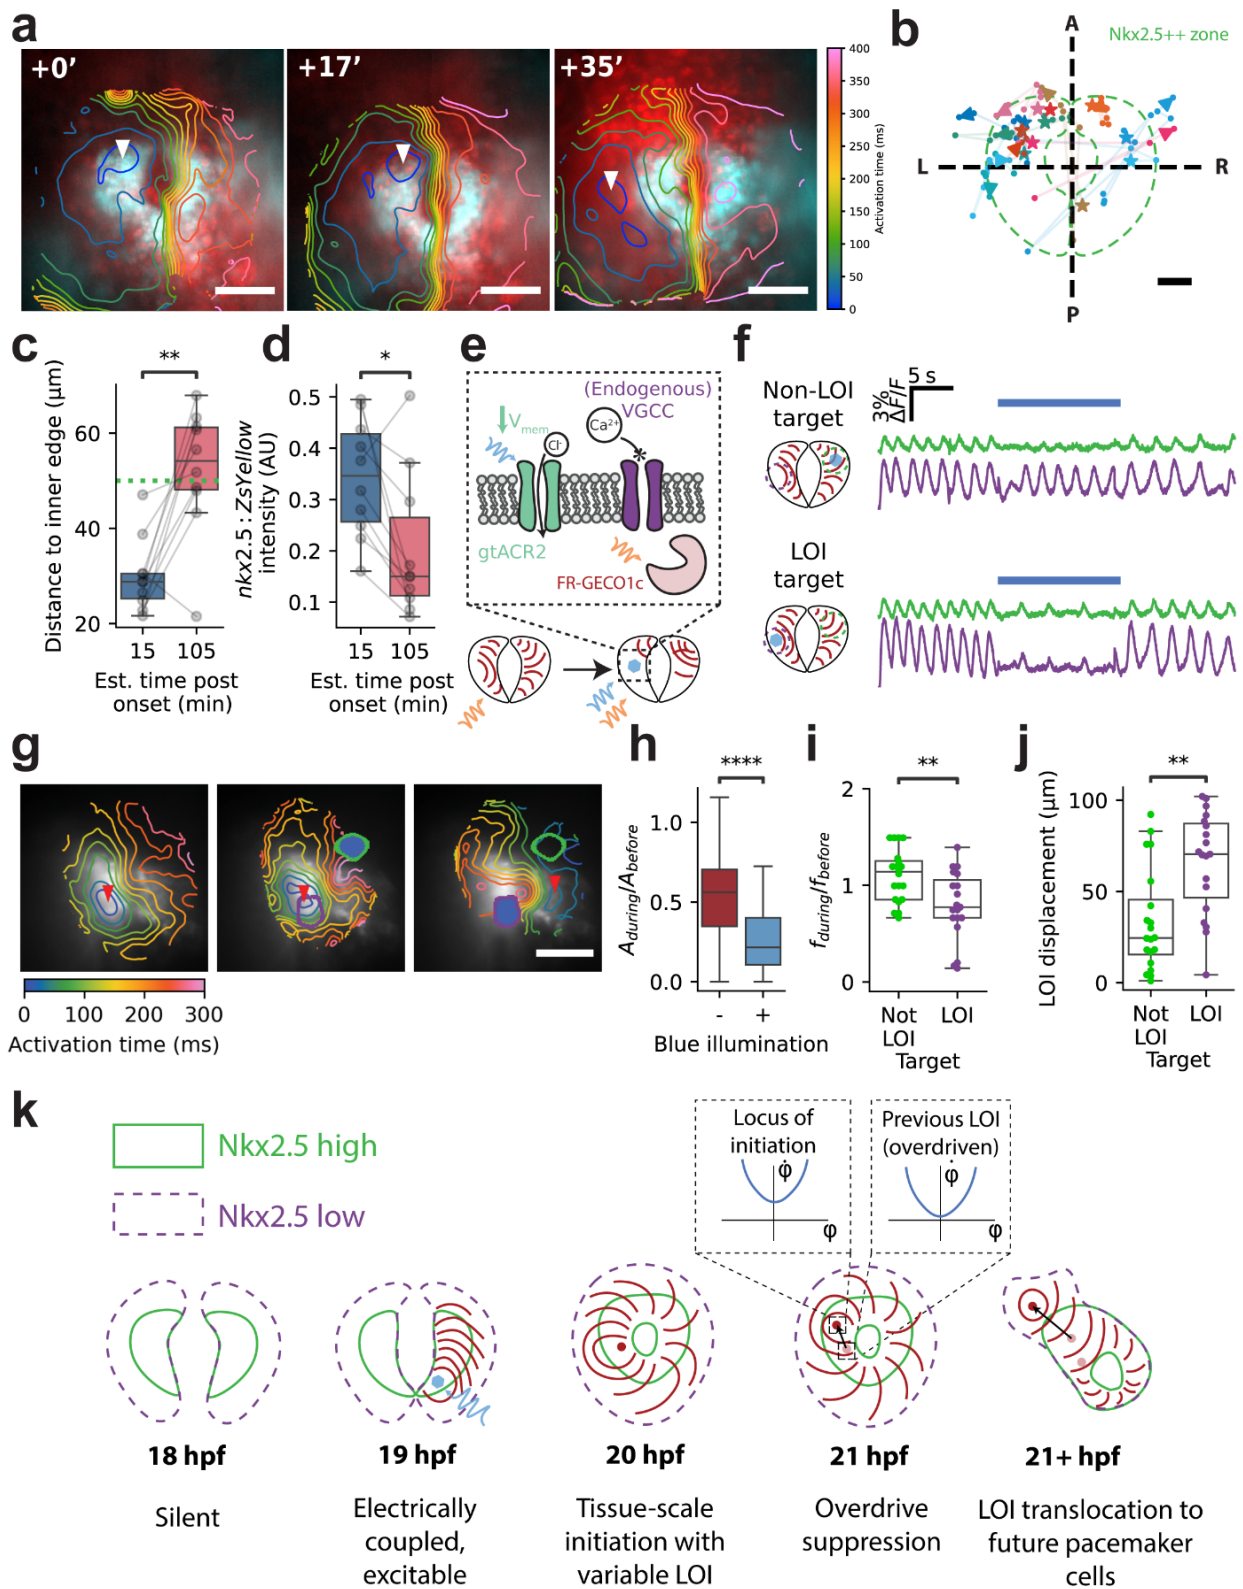 a
+0’
+17’
+35’
400
350
300
250
200
150
100
50
0
Activation time (ms)
b
A
Nkx2.5++ zone
L
R
P
c
**
Distance to inner edge (µm)
60
40
20
15
105
Est. time post
onset (min)
d
*
nkx2.5 : ZsYellow
intensity (AU)
0.5
0.4
0.3
0.2
0.1
15
105
Est. time post
onset (min)
e
(Endogenous)
VGCC
Vmem
Cl-
Ca2+
*
gtACR2
FR-GECO1c
f
Non-LOI
target
5 s
3%
ΔF/F
LOI
target
g
0
100
200
300
Activation time (ms)
h
****
Aduring/Abefore
1.0
0.5
0.0
-
+
Blue illumination
i
**
fduring/fbefore
2
1
0
Not
LOI
LOI
Target
j
**
LOI displacement (µm)
100
50
0
Not
LOI
LOI
Target
k
Nkx2.5 high
Nkx2.5 low
Locus of
initiation
φ̇
φ
Previous LOI
(overdriven)
φ̇
φ
18 hpf
19 hpf
20 hpf
21 hpf
21+ hpf
Silent
Electrically
coupled,
excitable
Tissue-scale
initiation with
variable LOI
Overdrive
suppression
LOI translocation to
future pacemaker
cells